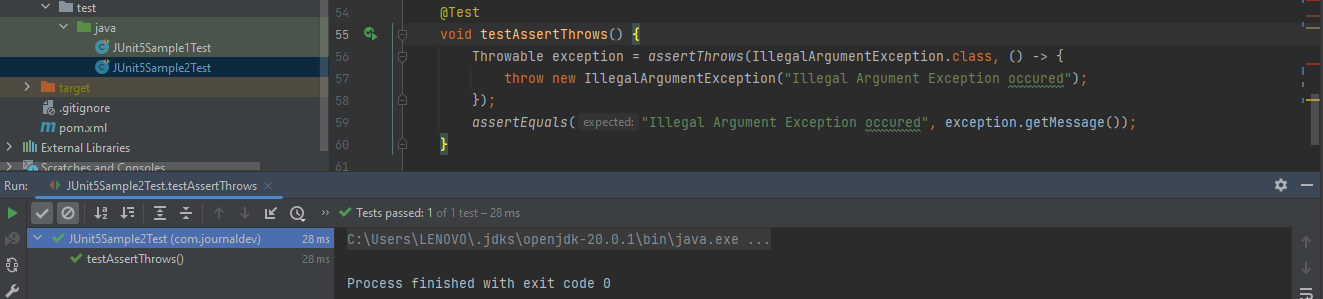 test
java
JUnit5Sample1Test
JUnit5Sample2Test
target
.gitignore
pom.xml
External Libraries
Scratches and Consoles
54 @Test
55 void testAssertThrows() {
56 Throwable exception = assertThrows(IllegalArgumentException.class, () -> {
57 throw new IllegalArgumentException("Illegal Argument Exception occured");
58 });
59 assertEquals( expected: "Illegal Argument Exception occured", exception.getMessage());
60 }
61
Run: JUnit5Sample2Test.testAssertThrows
Tests passed: 1 of 1 test – 28 ms
JUnit5Sample2Test (com.journaldev) 28 ms
testAssertThrows() 28 ms
C:\Users\LENOVO\.jdks\openjdk-20.0.1\bin\java.exe ...
Process finished with exit code 0